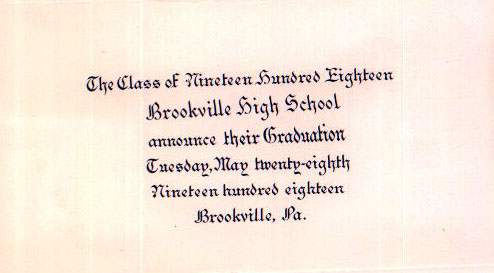 The Class of Nineteen Hundred Eighteen
Brookville High School
announce their Graduation
Tuesday, May twenty-eighth
Nineteen hundred eighteen
Brookville, Pa.